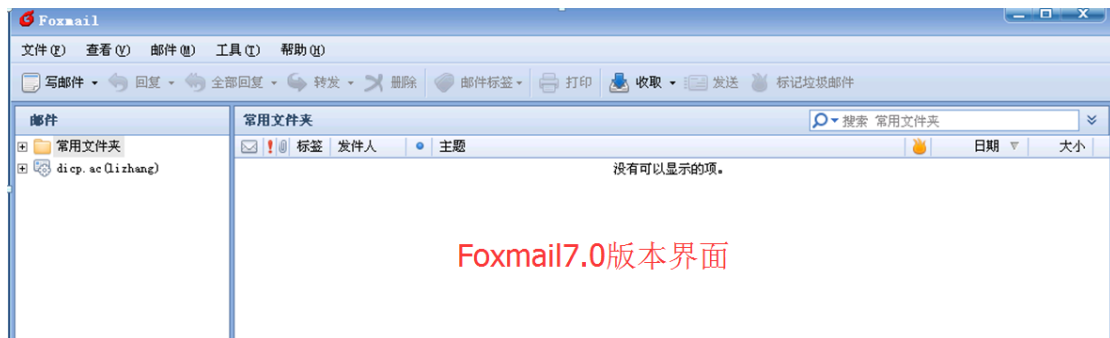 Foxmail
文件(F) 查看(V) 邮件(M) 工具(T) 帮助(H)
写邮件 回复 全部回复 转发 删除 邮件标签 打印 收取 发送 标记垃圾邮件
邮件 常用文件夹 搜索 常用文件夹
常用文件夹 标签 发件人 主题 日期 大小
dicp.ac(lizhang) 没有可以显示的项。
Foxmail7.0版本界面